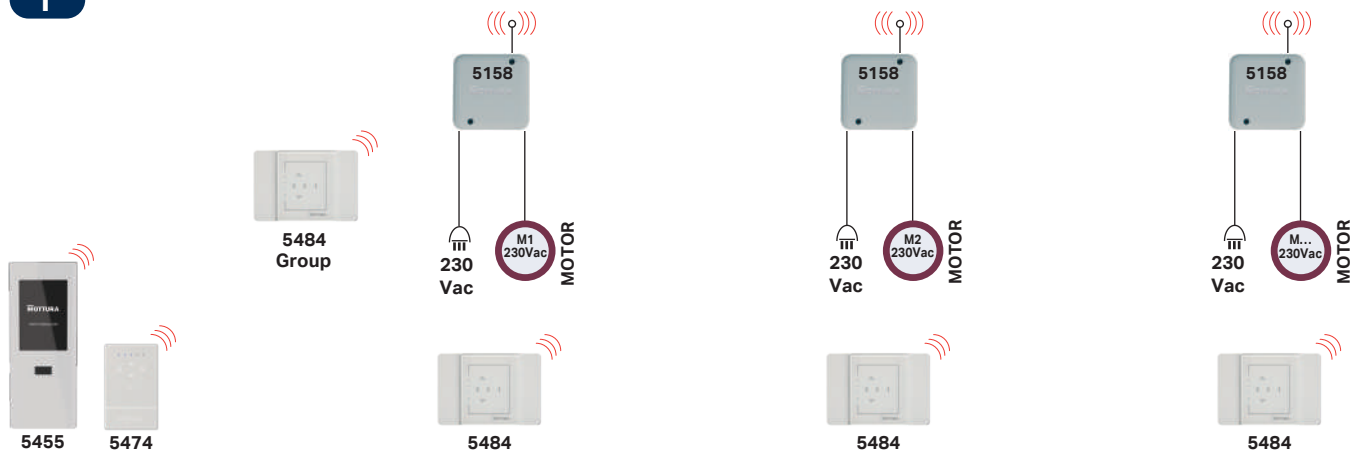 1
5158
5158
5158
5484
Group
M1
230Vac
MOTOR
230
Vac
M2
230Vac
MOTOR
230
Vac
M...
230Vac
MOTOR
230
Vac
MOTTURA
5455
5474
5484
5484
5484